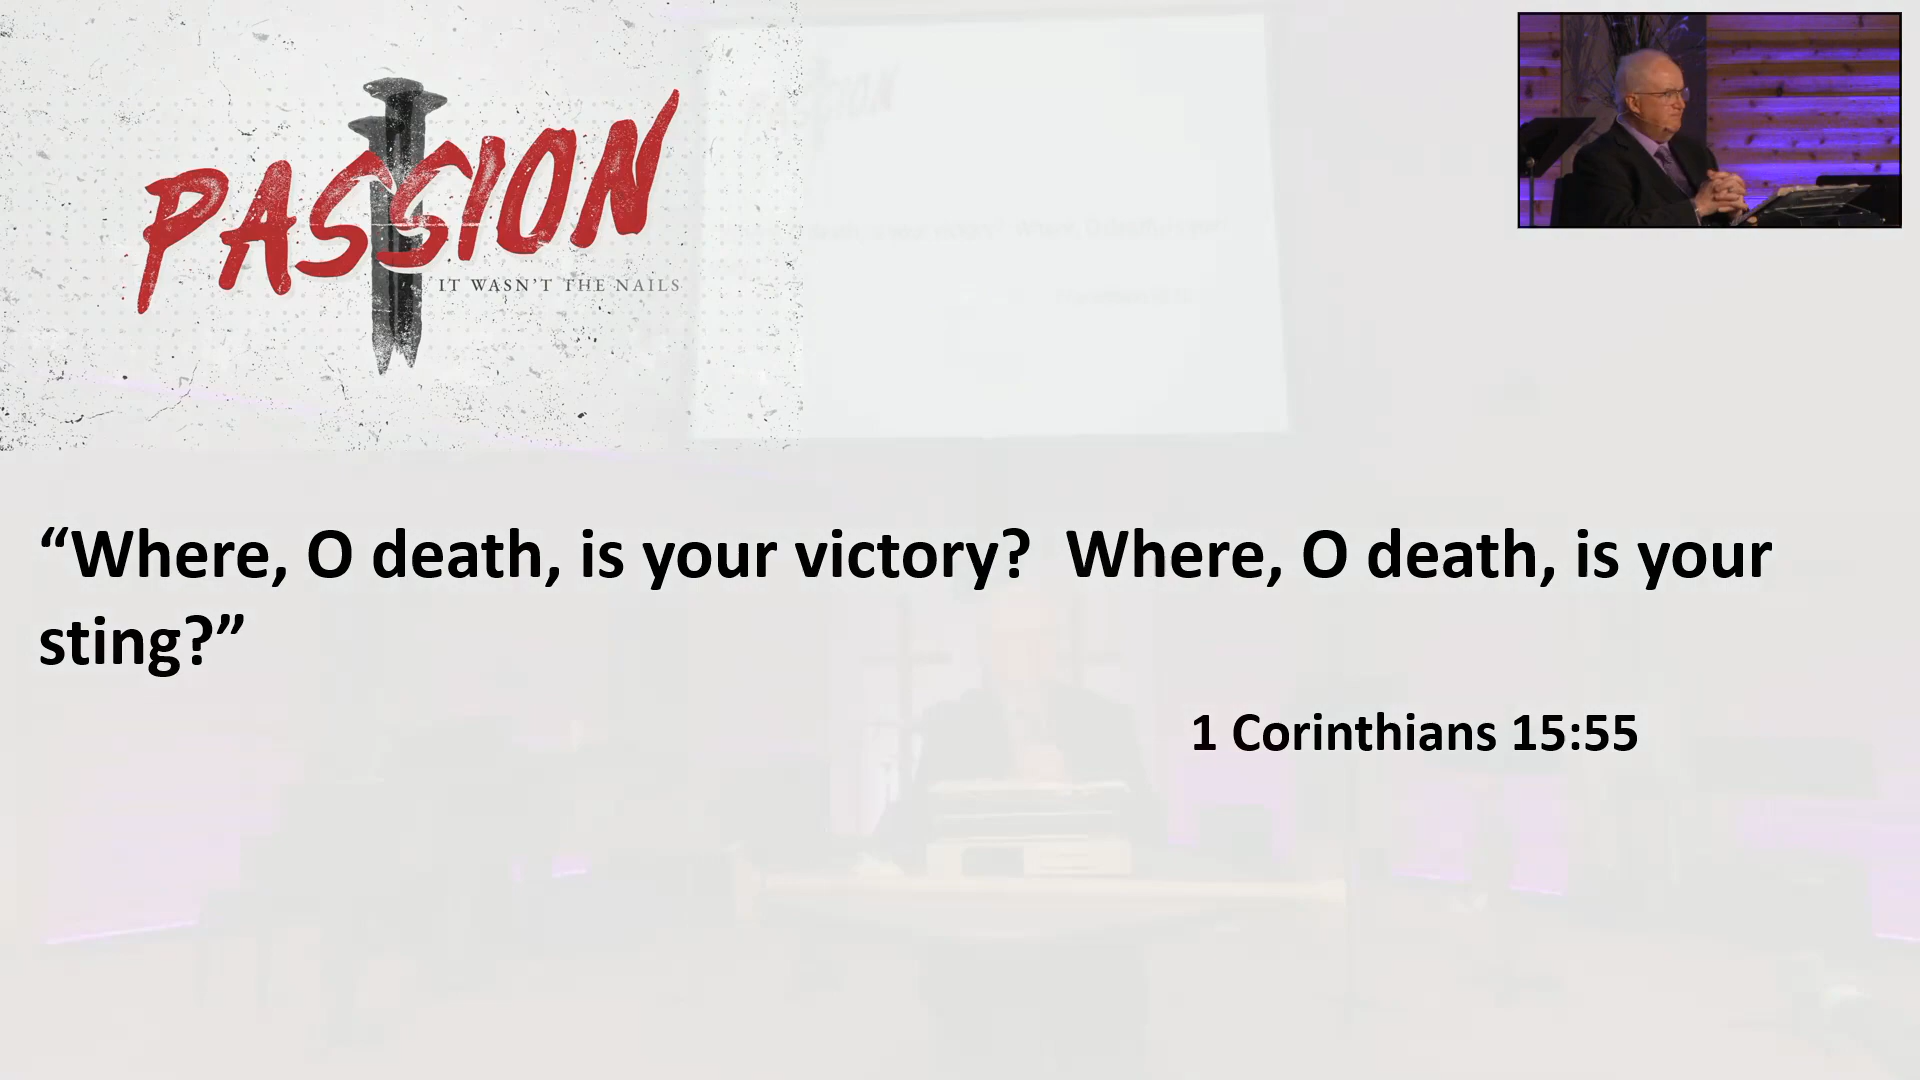 PASSION
IT WASN'T THE NAILS
“Where, O death, is your victory?  Where, O death, is your
sting?”
1 Corinthians 15:55